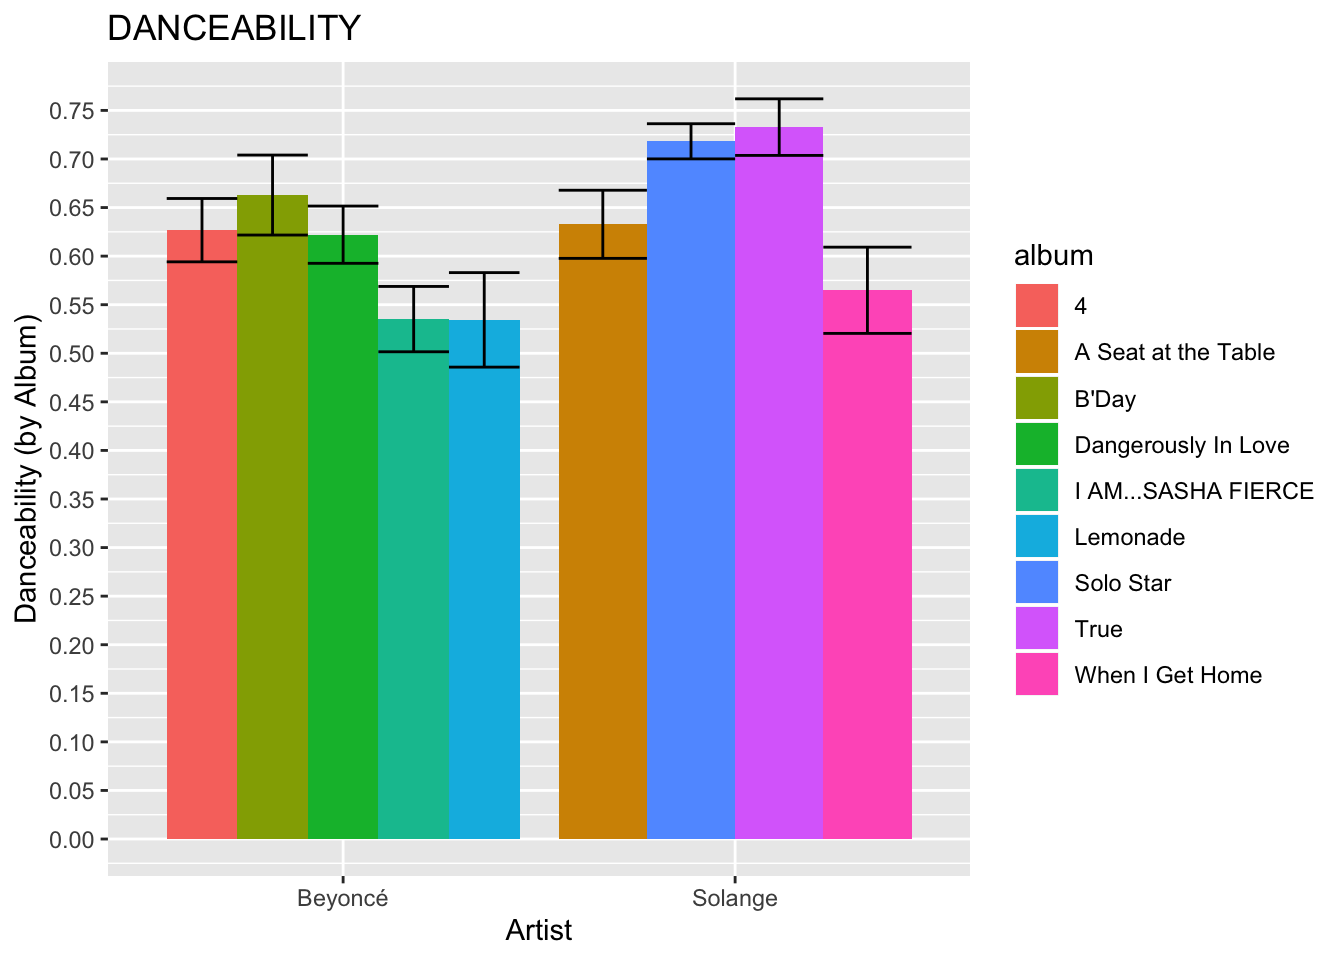 DANCEABILITY
Danceability (by Album)
0.75
0.70
0.65
0.60
0.55
0.50
0.45
0.40
0.35
0.30
0.25
0.20
0.15
0.10
0.05
0.00
Beyoncé
Solange
Artist
album
4
A Seat at the Table
B'Day
Dangerously In Love
I AM...SASHA FIERCE
Lemonade
Solo Star
True
When I Get Home